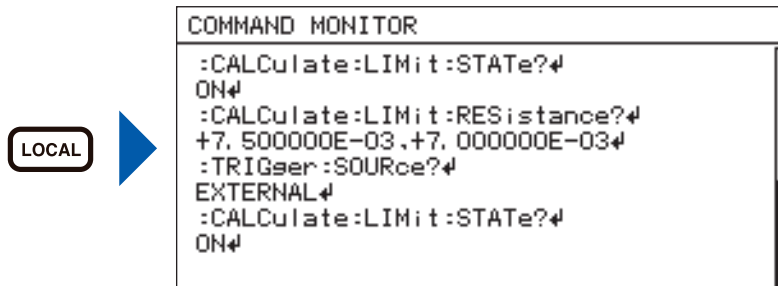 LOCAL
COMMAND MONITOR
:CALCulate:LIMit:STATe?↵
ON↵
:CALCulate:LIMit:RESistance?↵
+7.500000E-03,+7.000000E-03↵
:TRIGger:SOURce?↵
EXTERNAL↵
:CALCulate:LIMit:STATe?↵
ON↵